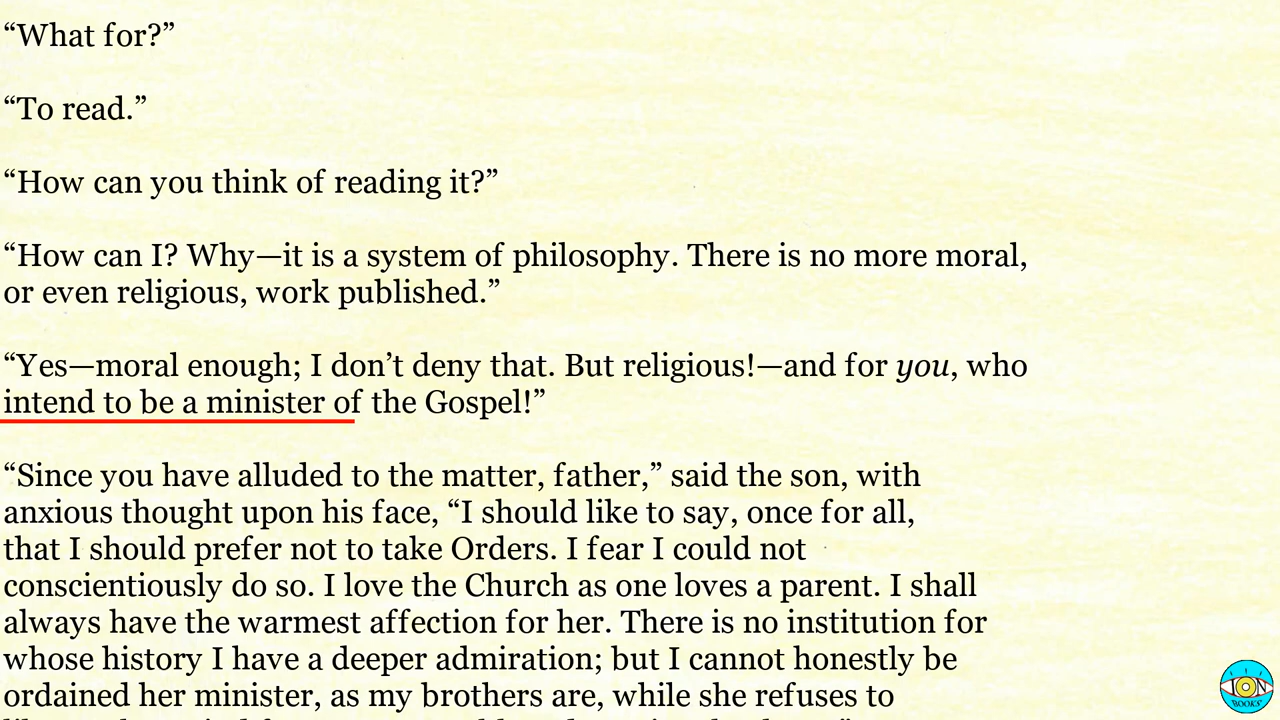 “What for?”
“To read.”
“How can you think of reading it?”
“How can I? Why—it is a system of philosophy. There is no more moral,
or even religious, work published.”
“Yes—moral enough; I don’t deny that. But religious!—and for you, who
intend to be a minister of the Gospel!”
“Since you have alluded to the matter, father,” said the son, with
anxious thought upon his face, “I should like to say, once for all,
that I should prefer not to take Orders. I fear I could not
conscientiously do so. I love the Church as one loves a parent. I shall
always have the warmest affection for her. There is no institution for
whose history I have a deeper admiration; but I cannot honestly be
ordained her minister, as my brothers are, while she refuses to
ION
BOOKS